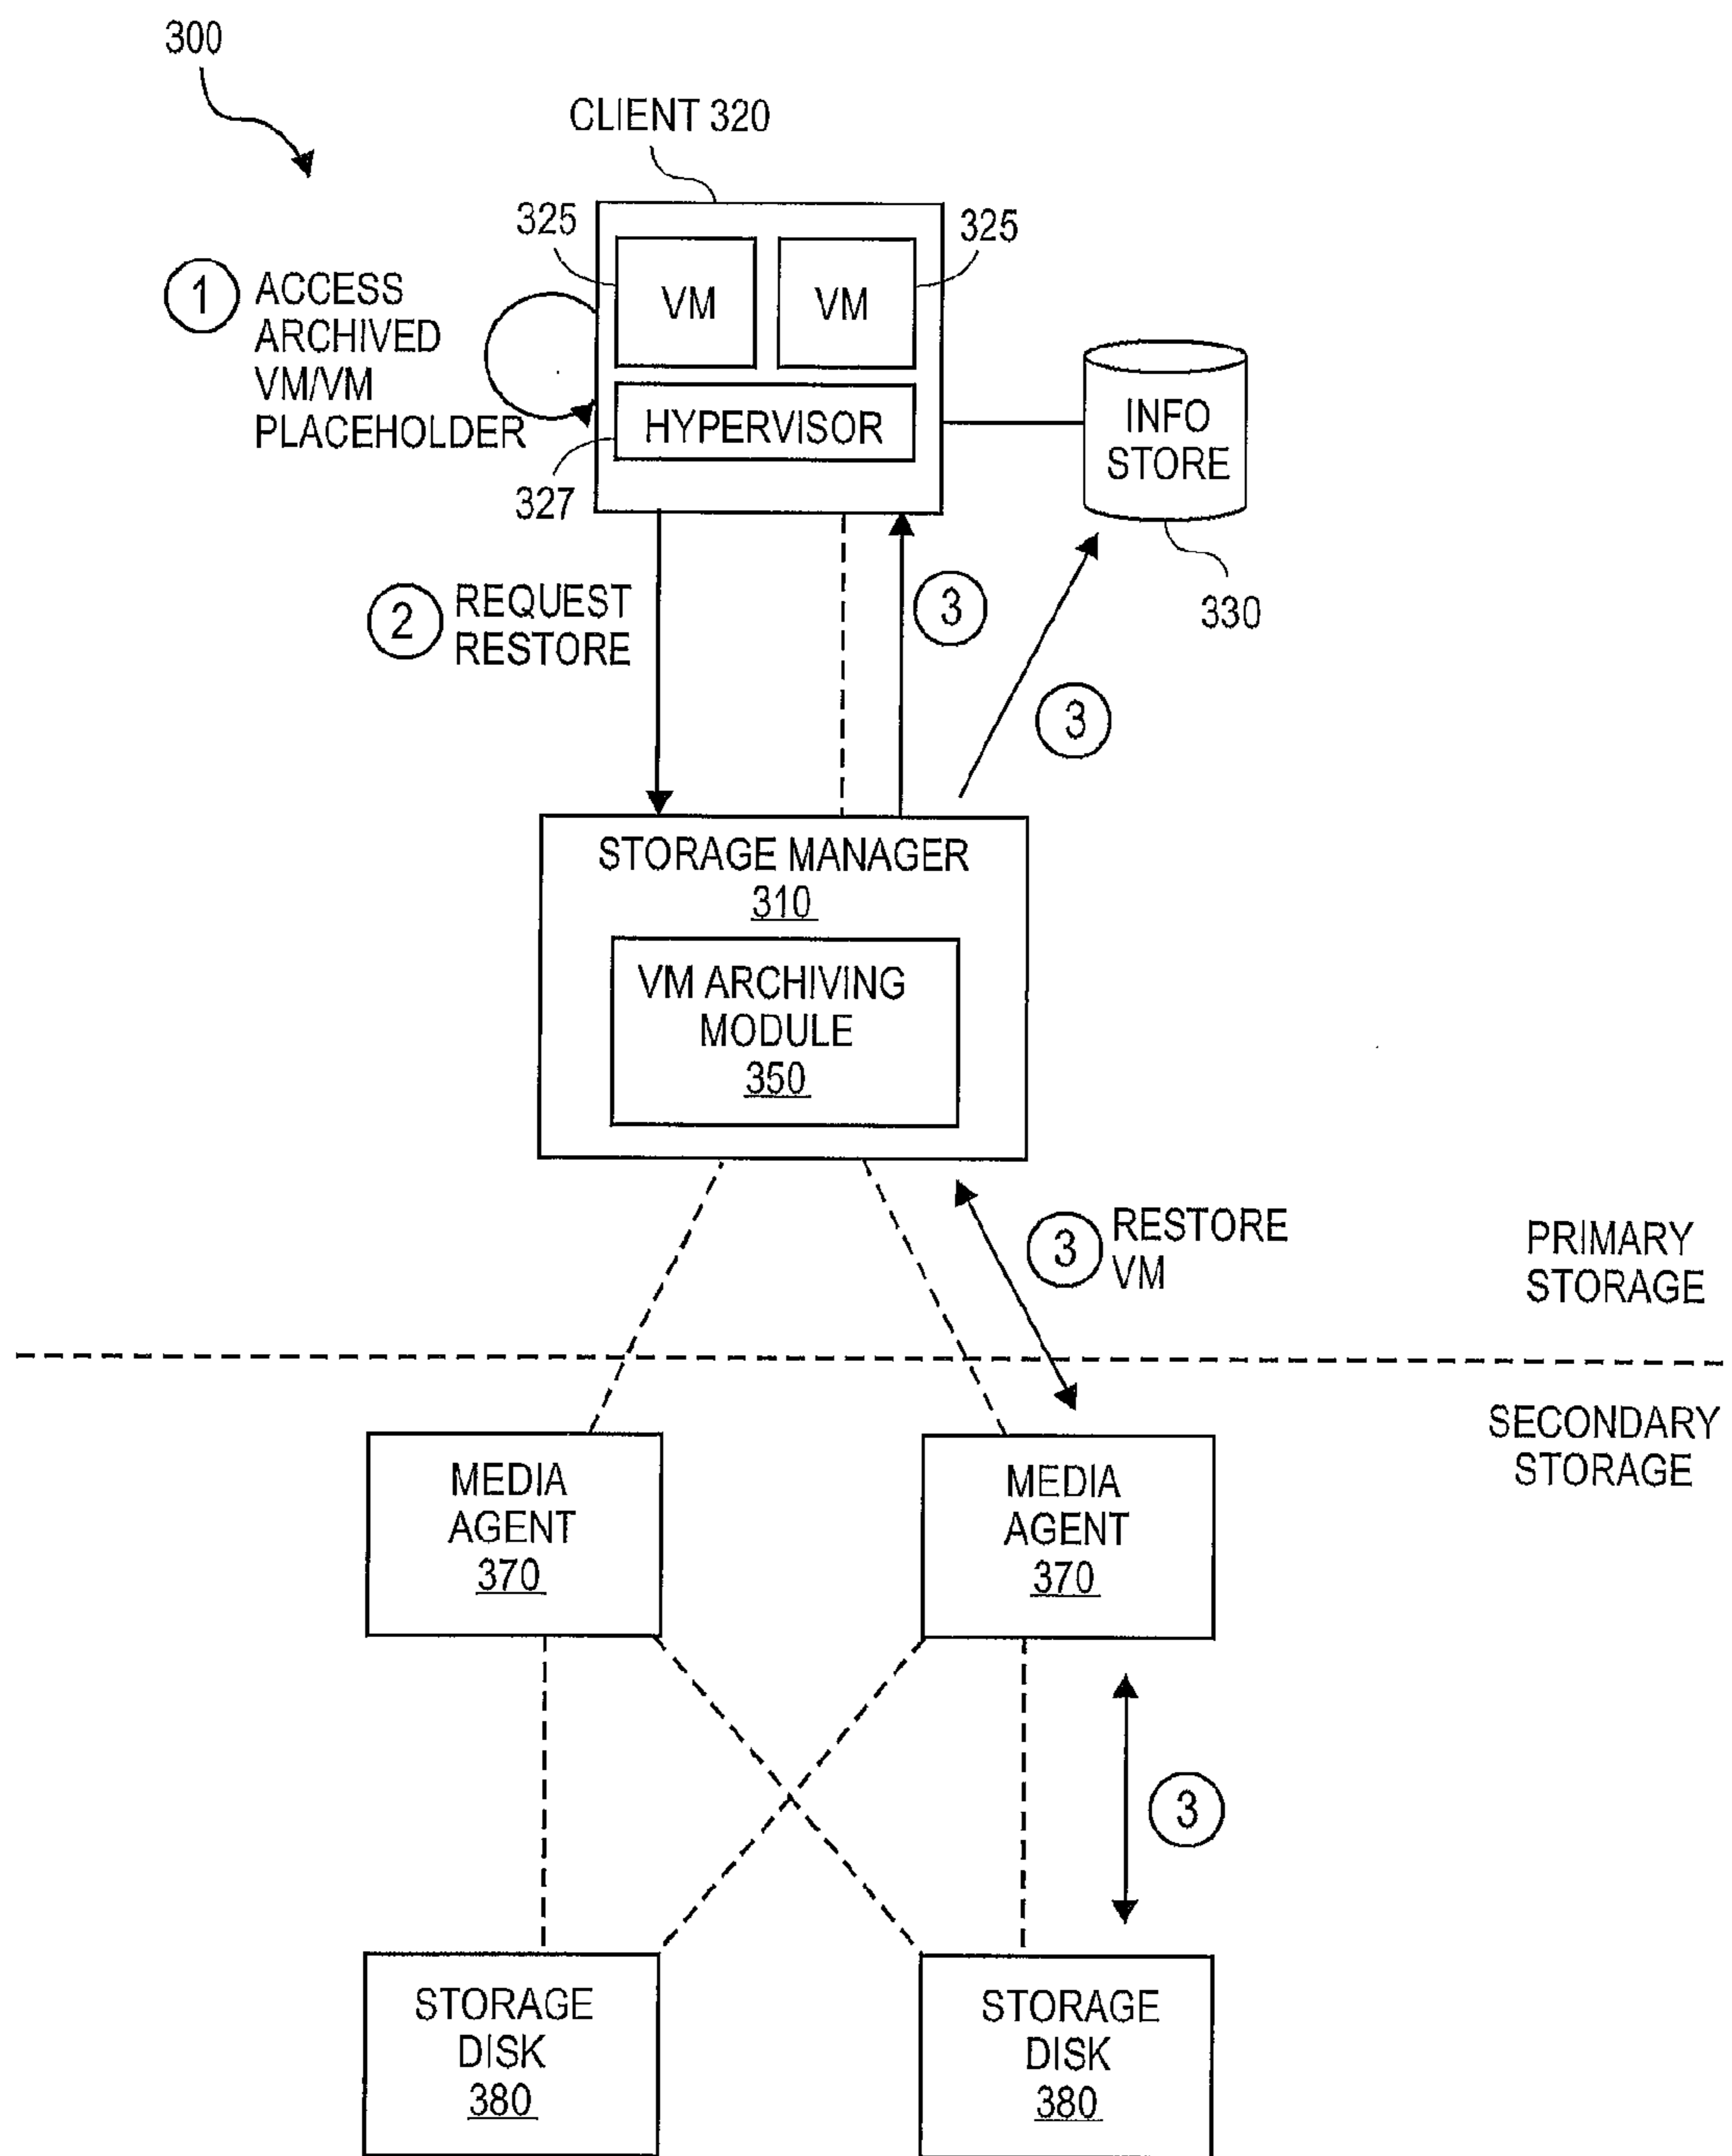 300
CLIENT 320
325
325
VM
VM
1
ACCESS
ARCHIVED
VM/VM
PLACEHOLDER
HYPERVISOR
327
INFO
STORE
330
2
REQUEST
RESTORE
3
3
STORAGE MANAGER
310
VM ARCHIVING
MODULE
350
3
RESTORE
VM
PRIMARY
STORAGE
SECONDARY
STORAGE
MEDIA
AGENT
370
MEDIA
AGENT
370
3
STORAGE
DISK
380
STORAGE
DISK
380